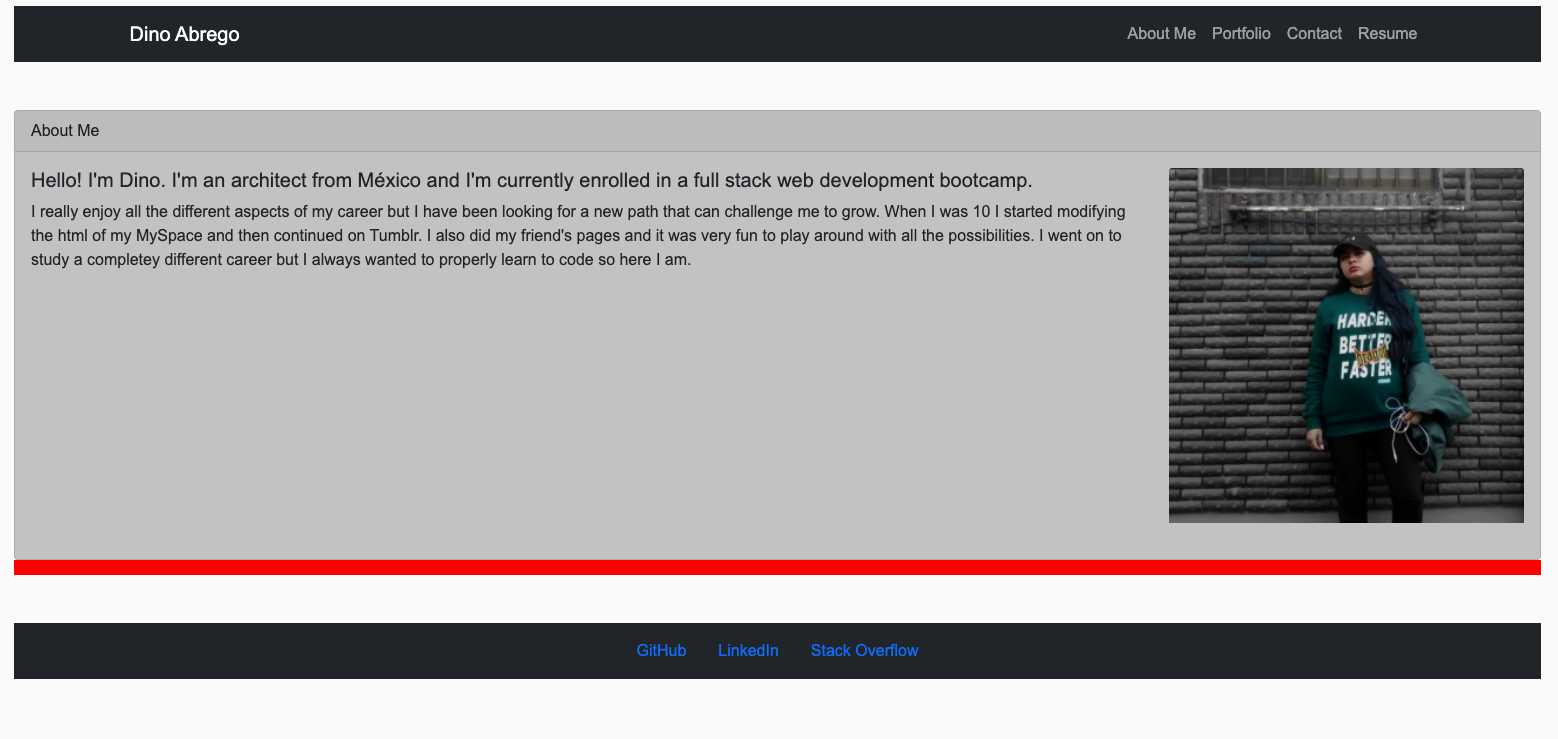 Dino Abrego
About Me Portfolio Contact Resume
About Me
Hello! I'm Dino. I'm an architect from México and I'm currently enrolled in a full stack web development bootcamp.
I really enjoy all the different aspects of my career but I have been looking for a new path that can challenge me to grow. When I was 10 I started modifying
the html of my MySpace and then continued on Tumblr. I also did my friend's pages and it was very fun to play around with all the possibilities. I went on to
study a completey different career but I always wanted to properly learn to code so here I am.
HARDER
BETTER
FASTER
GitHub LinkedIn Stack Overflow